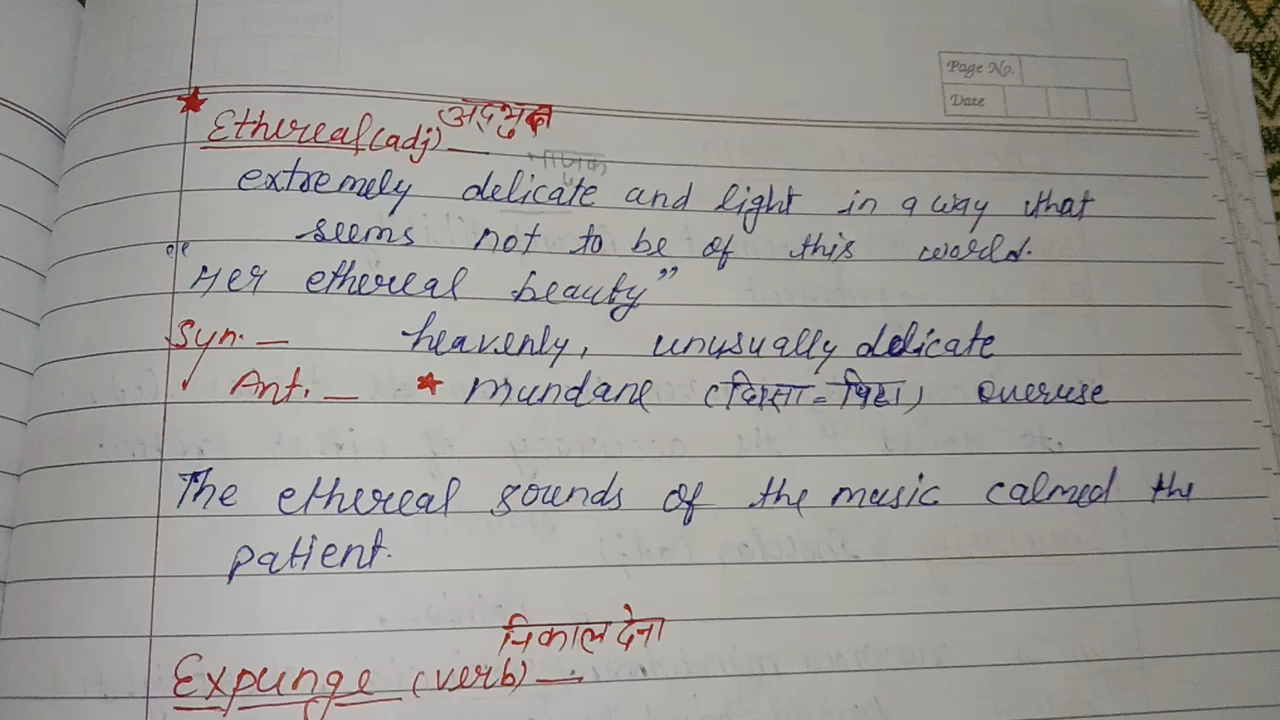 Page No.
Date
अद्भुत
★ Ethereal (adj) —
नाजुक
extremely delicate and light in a way that
seems not to be of this world.
"Her ethereal beauty"
Syn. — heavenly, unusually delicate
✓ Ant. — ★ mundane (घिसा-पिटा) overuse
The ethereal sounds of the music calmed the
patient.
निकाल देना
Expunge (verb) —